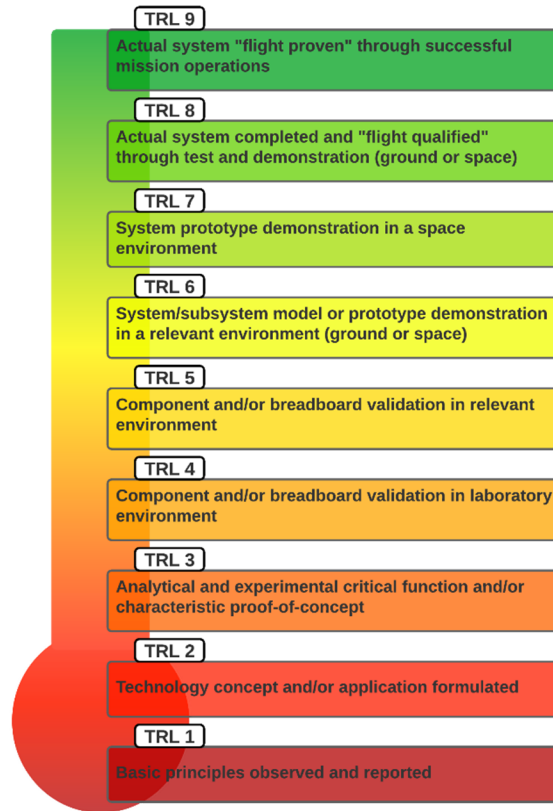 TRL 9
Actual system "flight proven" through successful
mission operations
TRL 8
Actual system completed and "flight qualified"
through test and demonstration (ground or space)
TRL 7
System prototype demonstration in a space
environment
TRL 6
System/subsystem model or prototype demonstration
in a relevant environment (ground or space)
TRL 5
Component and/or breadboard validation in relevant
environment
TRL 4
Component and/or breadboard validation in laboratory
environment
TRL 3
Analytical and experimental critical function and/or
characteristic proof-of-concept
TRL 2
Technology concept and/or application formulated
TRL 1
Basic principles observed and reported